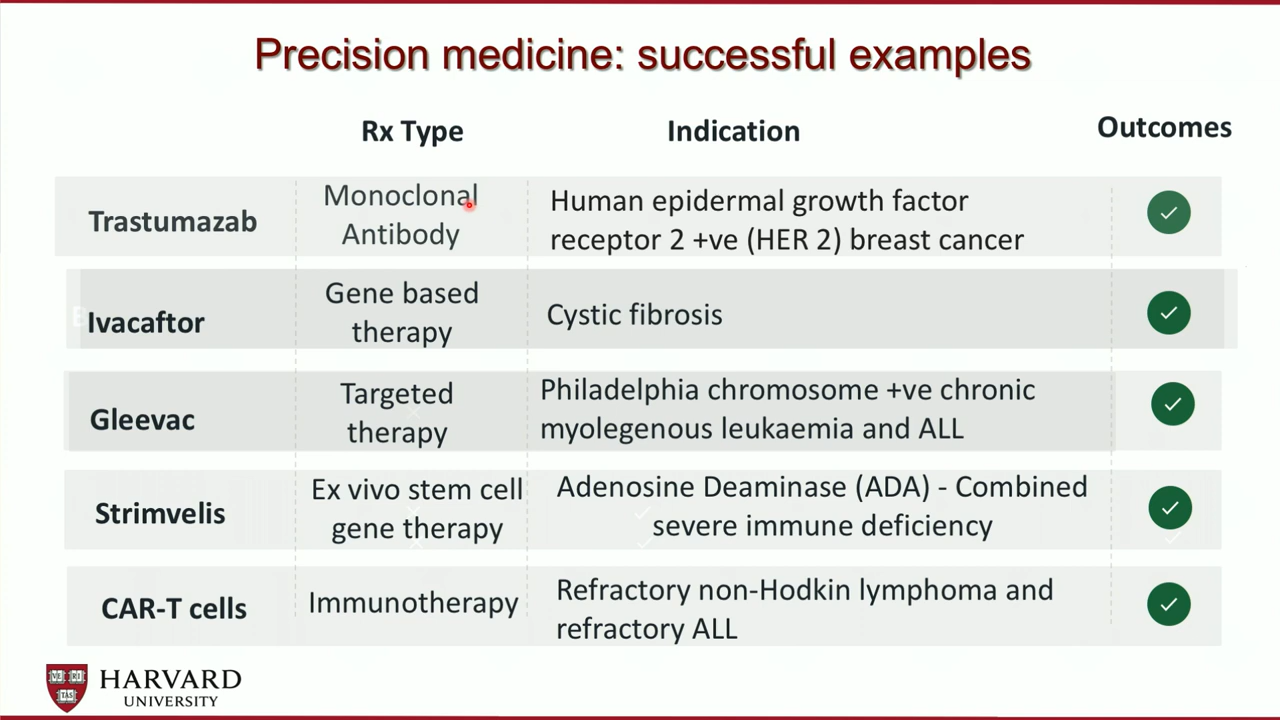 Precision medicine: successful examples
Rx Type
Indication
Outcomes
Trastumazab
Monoclonal
Antibody
Human epidermal growth factor
receptor 2 +ve (HER 2) breast cancer
Ivacaftor
Gene based
therapy
Cystic fibrosis
Gleevac
Targeted
therapy
Philadelphia chromosome +ve chronic
myolegenous leukaemia and ALL
Strimvelis
Ex vivo stem cell
gene therapy
Adenosine Deaminase (ADA) - Combined
severe immune deficiency
CAR-T cells
Immunotherapy
Refractory non-Hodkin lymphoma and
refractory ALL
VE RI
TAS
HARVARD
UNIVERSITY